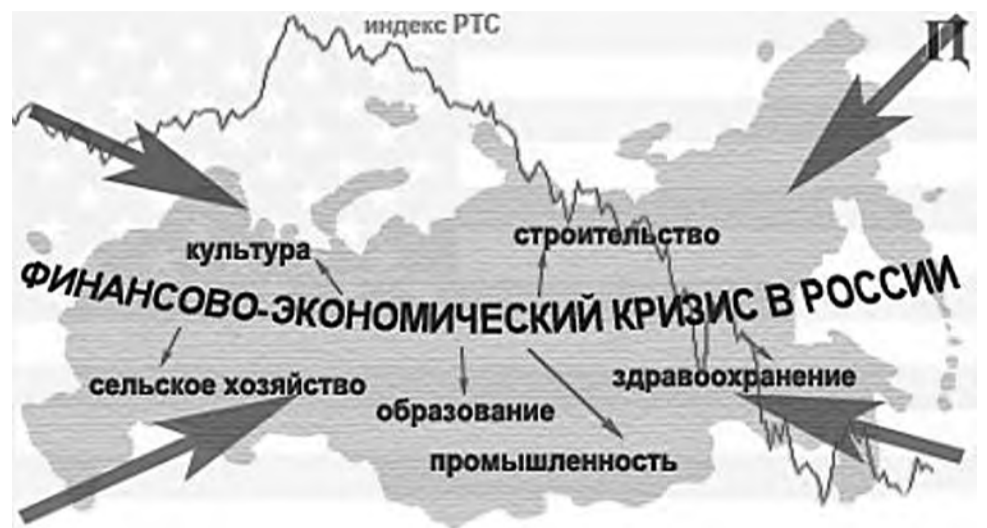 индекс РТС
П
культура
строительство
ФИНАНСОВО-ЭКОНОМИЧЕСКИЙ КРИЗИС В РОССИИ
сельское хозяйство
здравоохранение
образование
промышленность